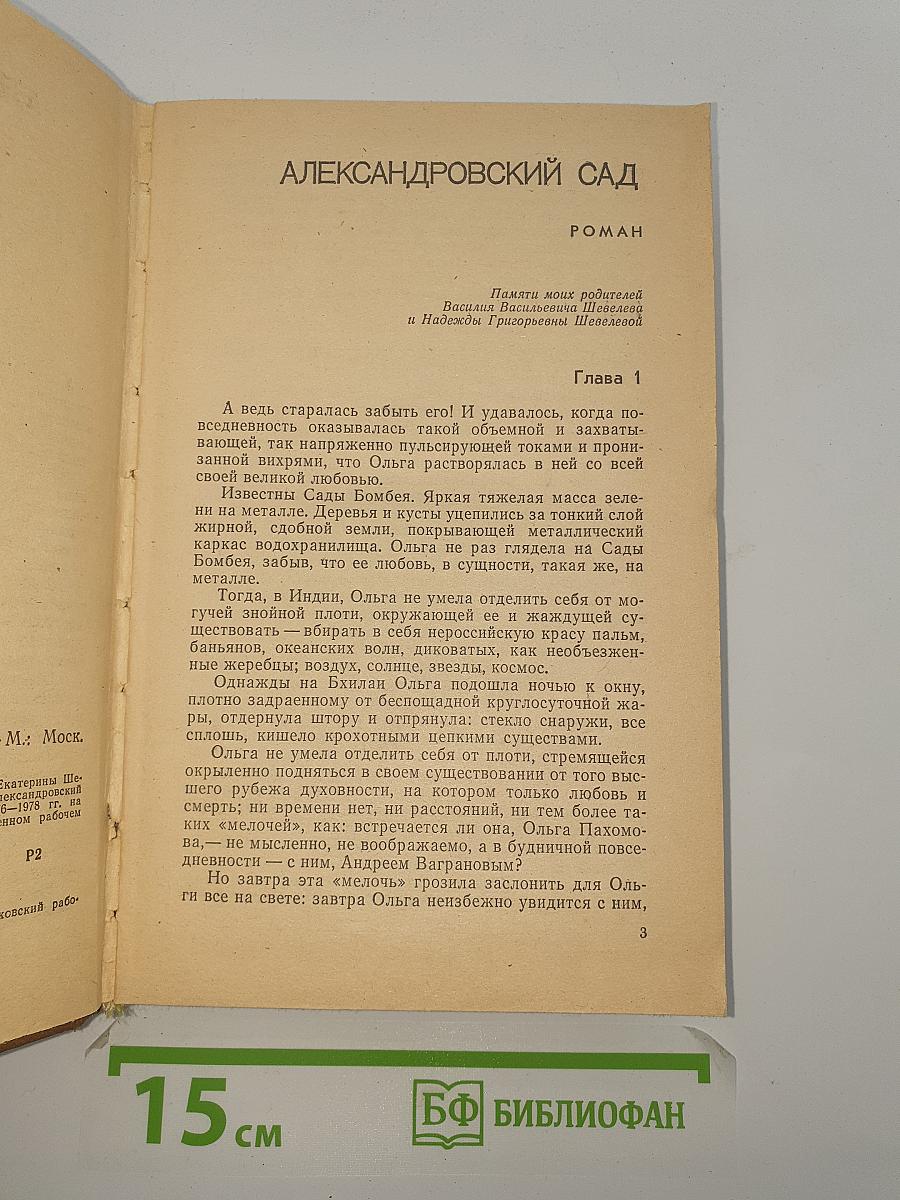 М.: Моск.
Екатерины Ше-
лександровский
6—1978 гг. на
енном рабочем
Р2
ковский рабо-
АЛЕКСАНДРОВСКИЙ САД
РОМАН
Памяти моих родителей
Василия Васильевича Шевелева
и Надежды Григорьевны Шевелевой
Глава 1
А ведь старалась забыть его! И удавалось, когда по-
вседневность оказывалась такой объемной и захваты-
вающей, так напряженно пульсирующей токами и прони-
занной вихрями, что Ольга растворялась в ней со всей
своей великой любовью.
Известны Сады Бомбея. Яркая тяжелая масса зеле-
ни на металле. Деревья и кусты уцепились за тонкий слой
жирной, сдобной земли, покрывающей металлический
каркас водохранилища. Ольга не раз глядела на Сады
Бомбея, забыв, что ее любовь, в сущности, такая же, на
металле.
Тогда, в Индии, Ольга не умела отделить себя от мо-
гучей знойной плоти, окружающей ее и жаждущей су-
ществовать — вбирать в себя нероссийскую красу пальм,
баньянов, океанских волн, диковатых, как необъезжен-
ные жеребцы; воздух, солнце, звезды, космос.
Однажды на Бхилаи Ольга подошла ночью к окну,
плотно задраенному от беспощадной круглосуточной жа-
ры, отдернула штору и отпрянула: стекло снаружи, все
сплошь, кишело крохотными цепкими существами.
Ольга не умела отделить себя от плоти, стремящейся
окрыленно подняться в своем существовании от того выс-
шего рубежа духовности, на котором только любовь и
смерть; ни времени нет, ни расстояний, ни тем более та-
ких «мелочей», как: встречается ли она, Ольга Пахомо-
ва,— не мысленно, не воображаемо, а в будничной повсе-
дневности — с ним, Андреем Ваграновым?
Но завтра эта «мелочь» грозила заслонить для Оль-
ги все на свете: завтра Ольга неизбежно увидится с ним,
3
15 см
БФ БИБЛИОФАН